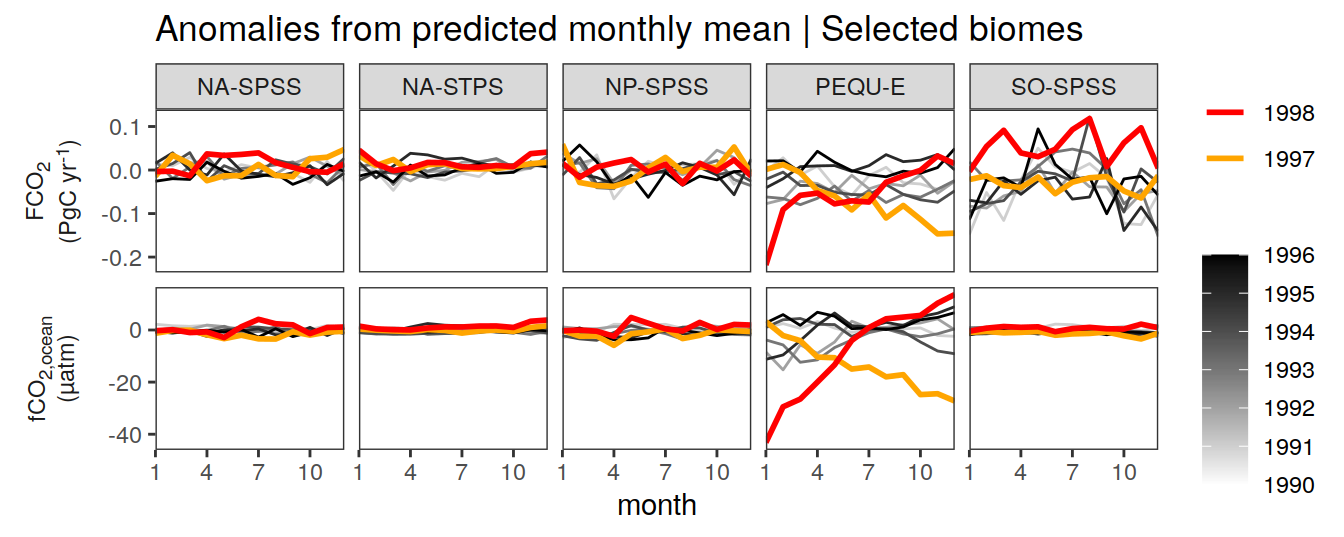 Anomalies from predicted monthly mean | Selected biomes
NA-SPSS NA-STPS NP-SPSS PEQU-E SO-SPSS
FCO₂
(PgC yr⁻¹)
0.1
0.0
-0.1
-0.2
fCO₂,ocean
(µatm)
0
-20
-40
1 4 7 10 1 4 7 10 1 4 7 10 1 4 7 10 1 4 7 10
month
1998
1997
1996
1995
1994
1993
1992
1991
1990